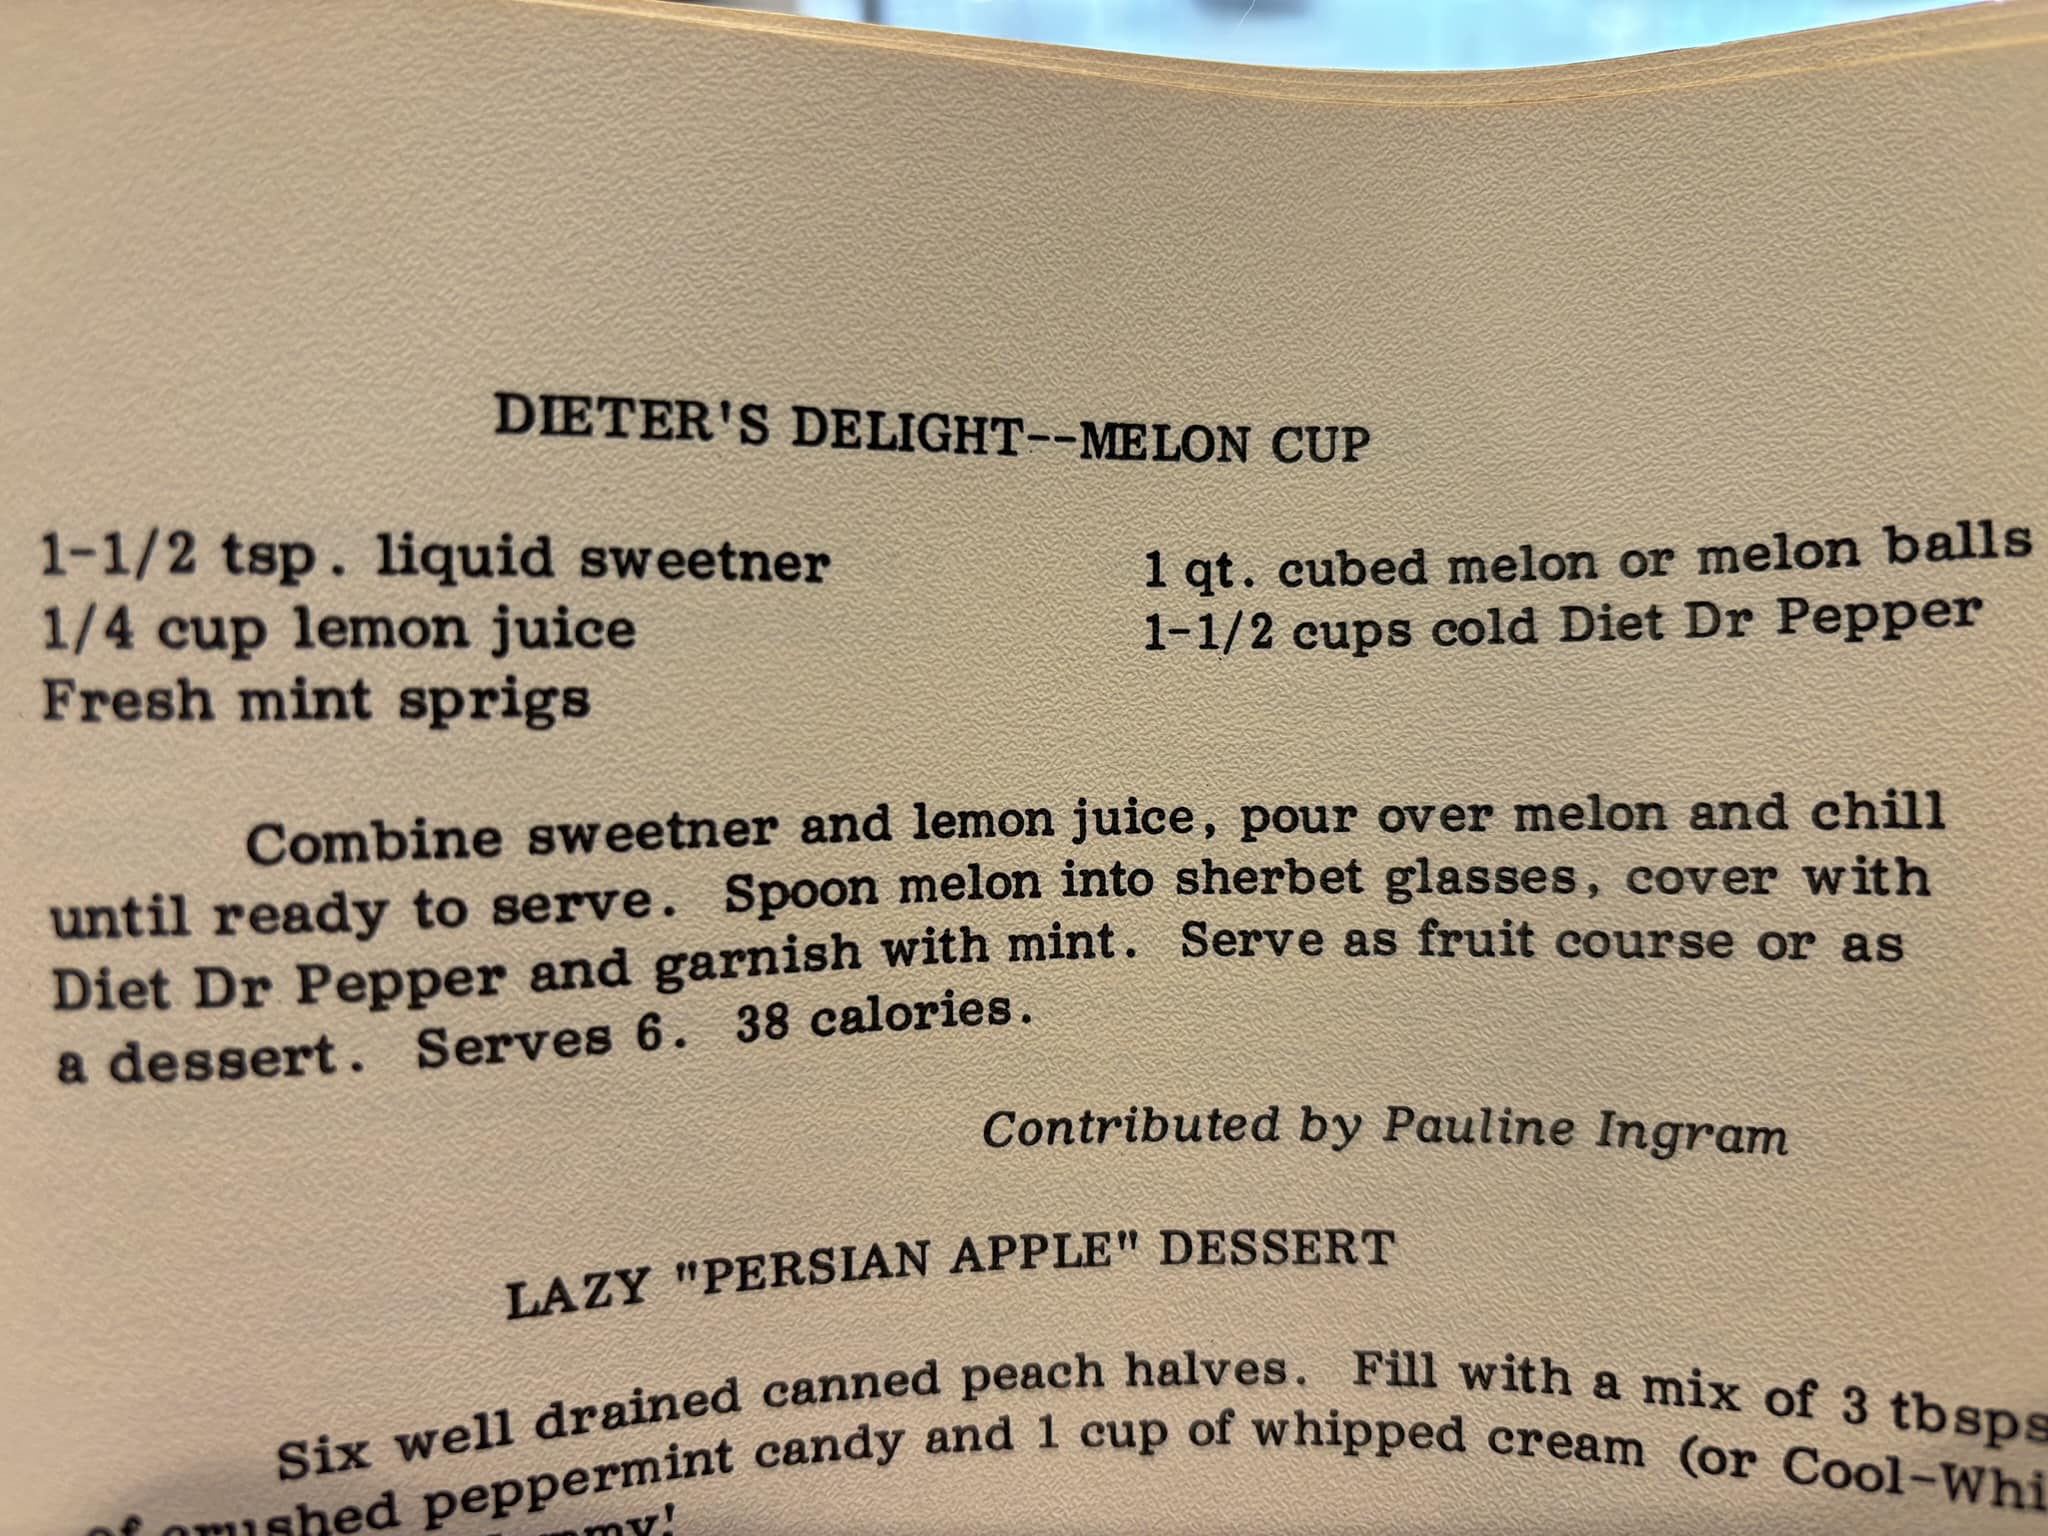 DIETER'S DELIGHT--MELON CUP
1-1/2 tsp. liquid sweetner 1 qt. cubed melon or melon balls
1/4 cup lemon juice 1-1/2 cups cold Diet Dr Pepper
Fresh mint sprigs
Combine sweetner and lemon juice, pour over melon and chill
until ready to serve. Spoon melon into sherbet glasses, cover with
Diet Dr Pepper and garnish with mint. Serve as fruit course or as
a dessert. Serves 6. 38 calories.
Contributed by Pauline Ingram
LAZY "PERSIAN APPLE" DESSERT
Six well drained canned peach halves. Fill with a mix of 3 tbsps
of crushed peppermint candy and 1 cup of whipped cream (or Cool-Whi